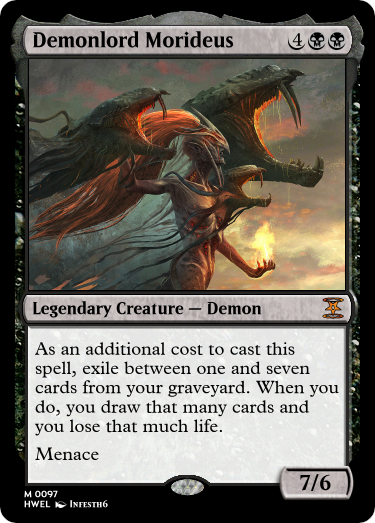 Demonlord Morideus 4
Legendary Creature — Demon
As an additional cost to cast this
spell, exile between one and seven
cards from your graveyard. When you
do, you draw that many cards and
you lose that much life.
Menace
7/6
M 0097
HWEL Infesth6